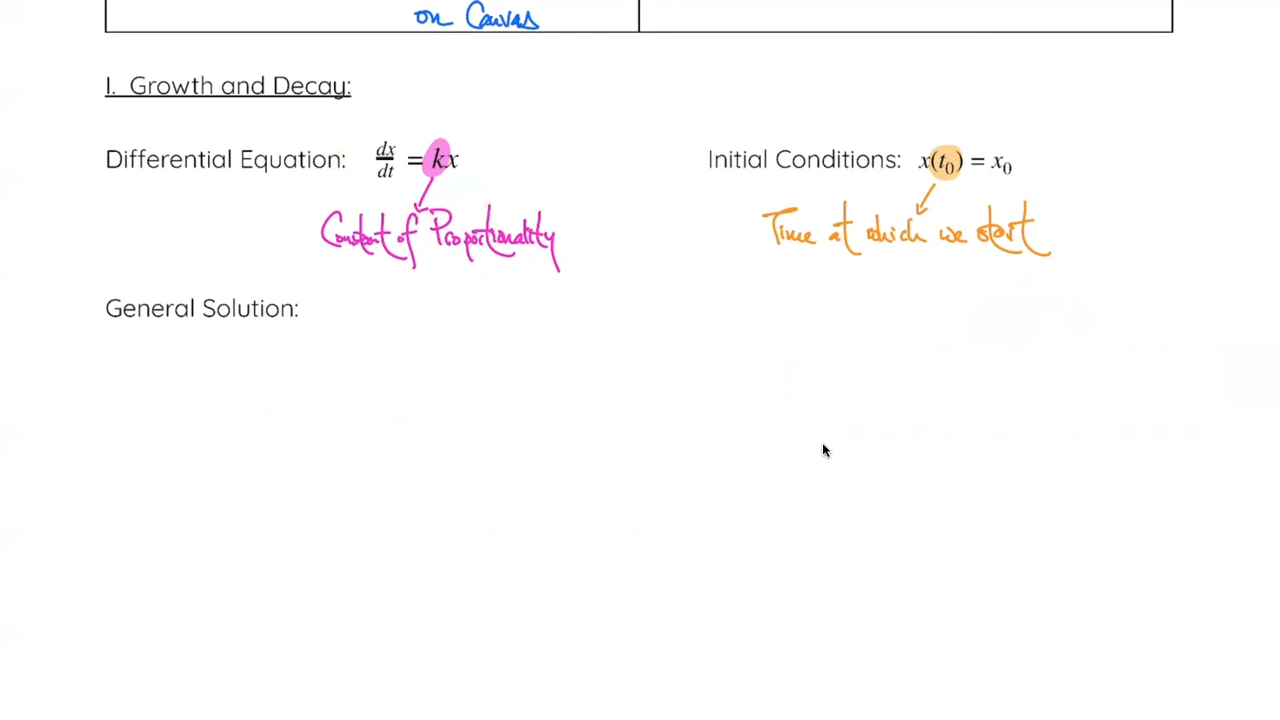 on Canvas
I. Growth and Decay:
Differential Equation: dx/dt = kx
Initial Conditions: x(t₀) = x₀
Constant of Proportionality
Time at which we start
General Solution: